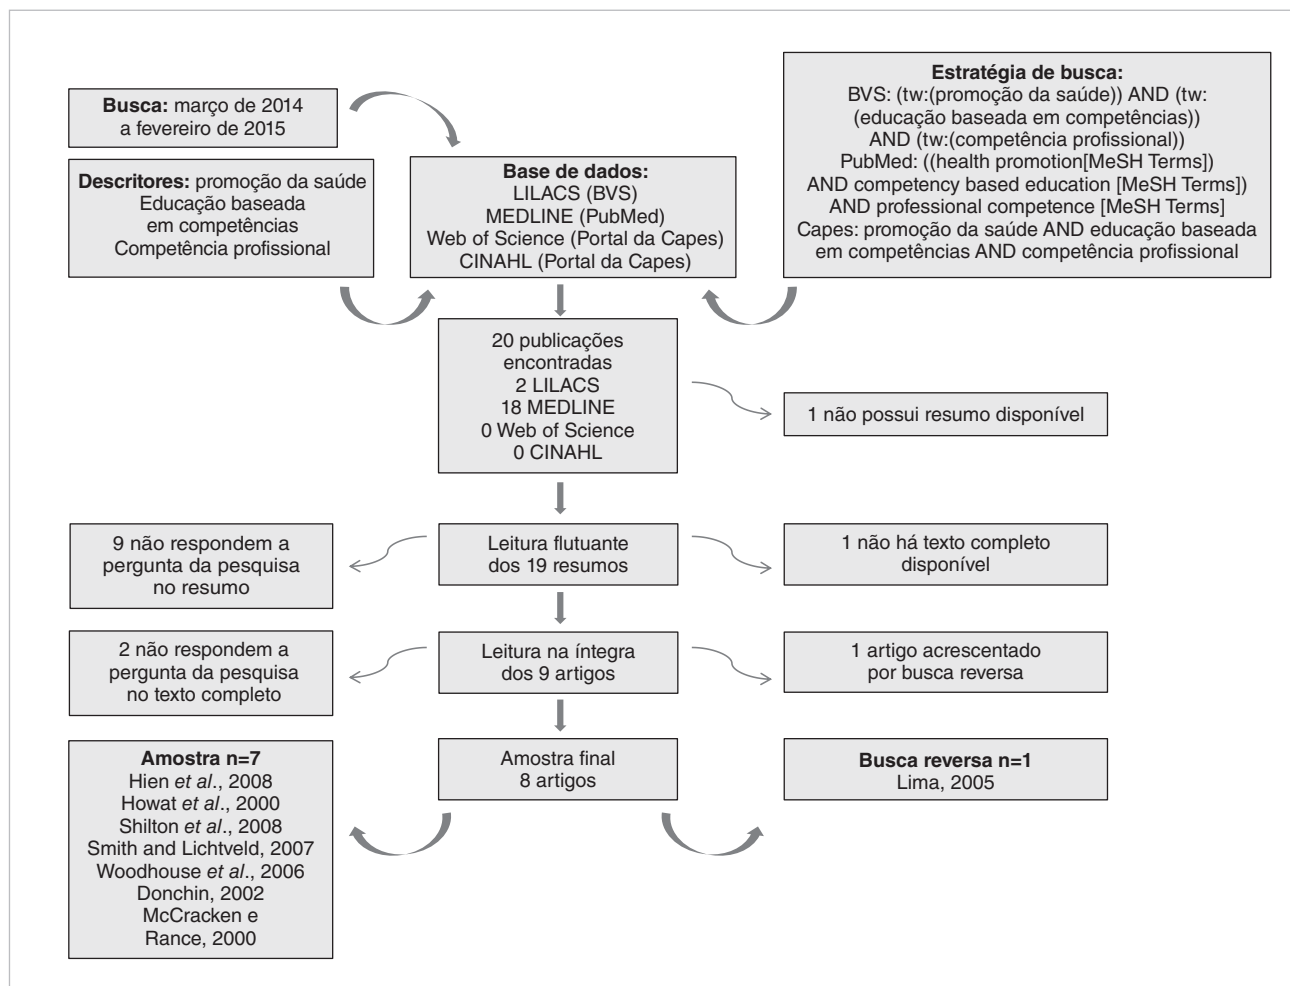 Busca: março de 2014
a fevereiro de 2015
Descritores: promoção da saúde
Educação baseada
em competências
Competência profissional
Base de dados:
LILACS (BVS)
MEDLINE (PubMed)
Web of Science (Portal da Capes)
CINAHL (Portal da Capes)
Estratégia de busca:
BVS: (tw:(promoção da saúde)) AND (tw:
(educação baseada em competências))
AND (tw:(competência profissional))
PubMed: ((health promotion[MeSH Terms])
AND competency based education [MeSH Terms])
AND professional competence [MeSH Terms]
Capes: promoção da saúde AND educação baseada
em competências AND competência profissional
20 publicações
encontradas
2 LILACS
18 MEDLINE
0 Web of Science
0 CINAHL
1 não possui resumo disponível
9 não respondem a
pergunta da pesquisa
no resumo
Leitura flutuante
dos 19 resumos
1 não há texto completo
disponível
2 não respondem a
pergunta da pesquisa
no texto completo
Leitura na íntegra
dos 9 artigos
1 artigo acrescentado
por busca reversa
Amostra n=7
Hien et al., 2008
Howat et al., 2000
Shilton et al., 2008
Smith and Lichtveld, 2007
Woodhouse et al., 2006
Donchin, 2002
McCracken e
Rance, 2000
Amostra final
8 artigos
Busca reversa n=1
Lima, 2005